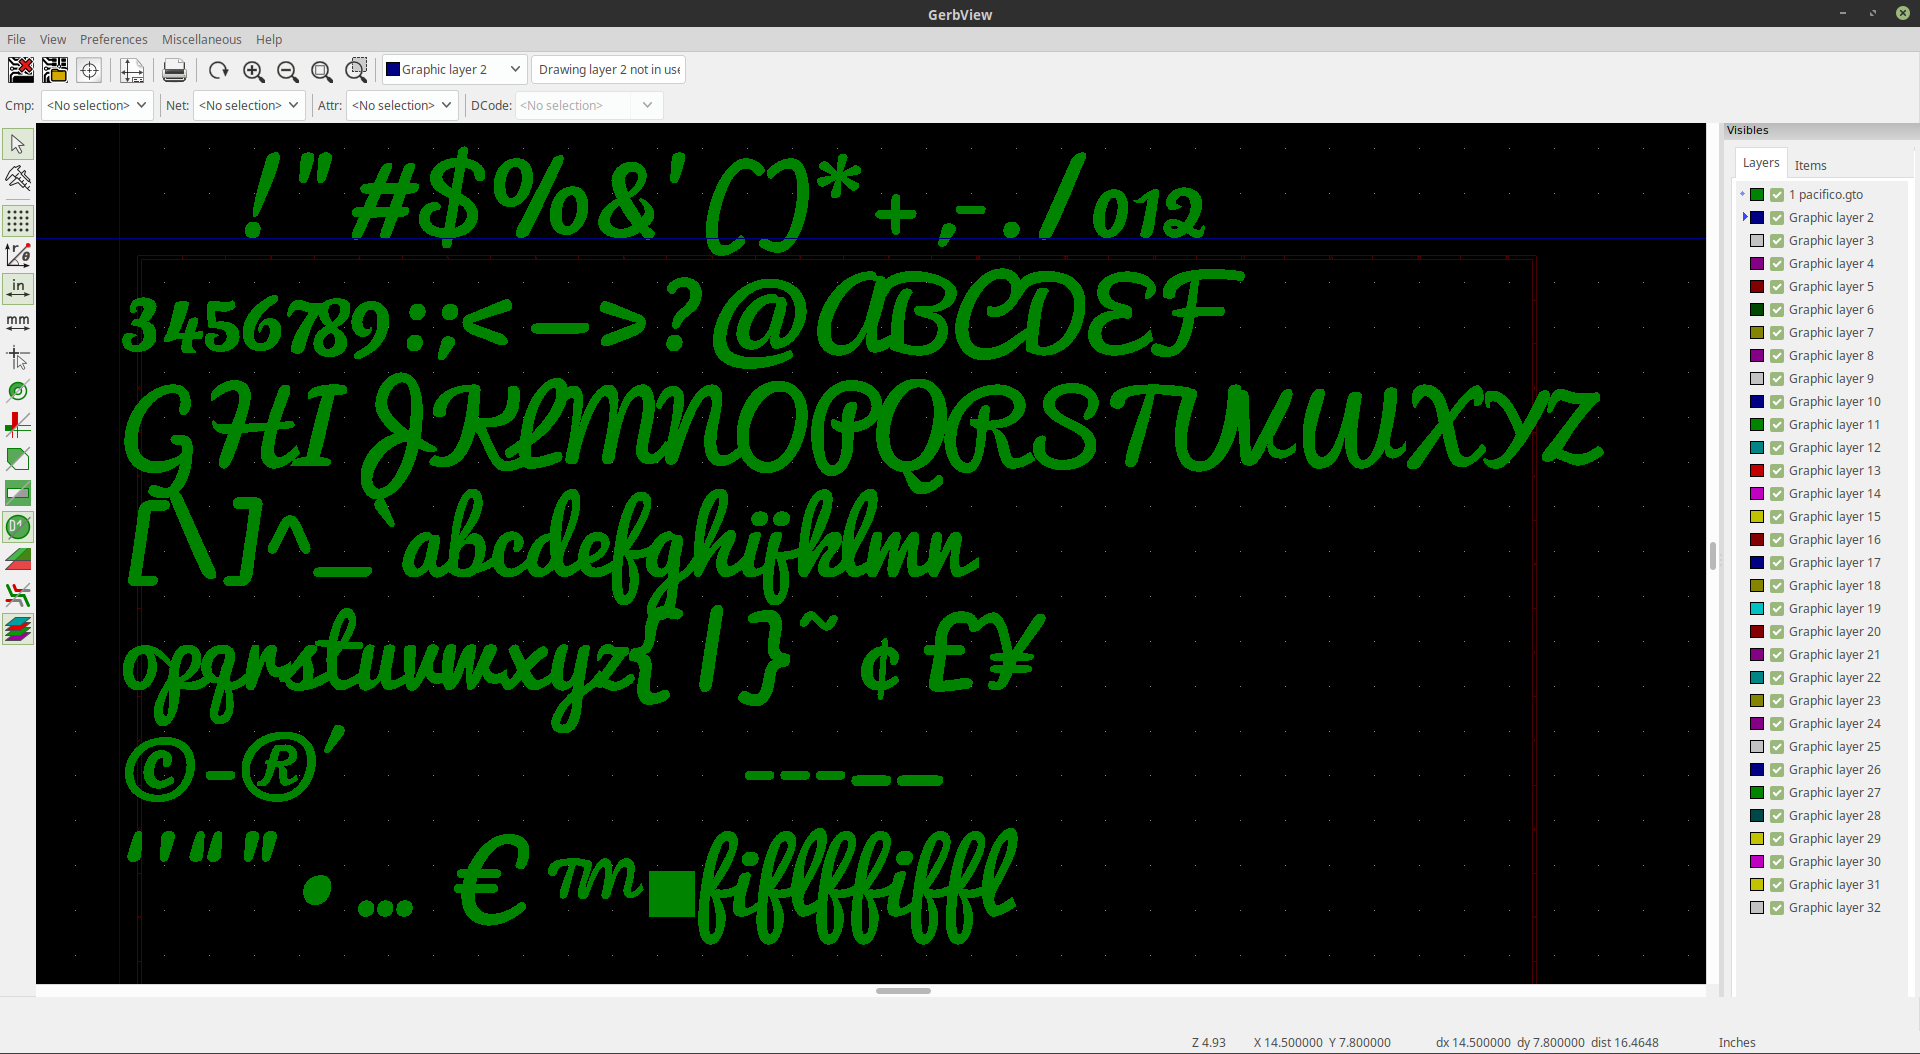 GerbView
File View Preferences Miscellaneous Help
Graphic layer 2 Drawing layer 2 not in use
Cmp: <No selection> Net: <No selection> Attr: <No selection> DCode: <No selection>
in
mm
Visibles
Layers Items
1 pacifico.gto
Graphic layer 2
Graphic layer 3
Graphic layer 4
Graphic layer 5
Graphic layer 6
Graphic layer 7
Graphic layer 8
Graphic layer 9
Graphic layer 10
Graphic layer 11
Graphic layer 12
Graphic layer 13
Graphic layer 14
Graphic layer 15
Graphic layer 16
Graphic layer 17
Graphic layer 18
Graphic layer 19
Graphic layer 20
Graphic layer 21
Graphic layer 22
Graphic layer 23
Graphic layer 24
Graphic layer 25
Graphic layer 26
Graphic layer 27
Graphic layer 28
Graphic layer 29
Graphic layer 30
Graphic layer 31
Graphic layer 32
!"#$%&'()*+,-./012
3456789:;<—>?@ABCDEF
GHIJKLMNOPQRSTUVWXYZ
[\]^_`abcdefghijklmn
opqrstuvwxyz{|}~ ¢ £¥
©-®´ ---–—
‘’“” • … € ™■fiflffiffl
Z 4.93 X 14.500000 Y 7.800000 dx 14.500000 dy 7.800000 dist 16.4648 Inches